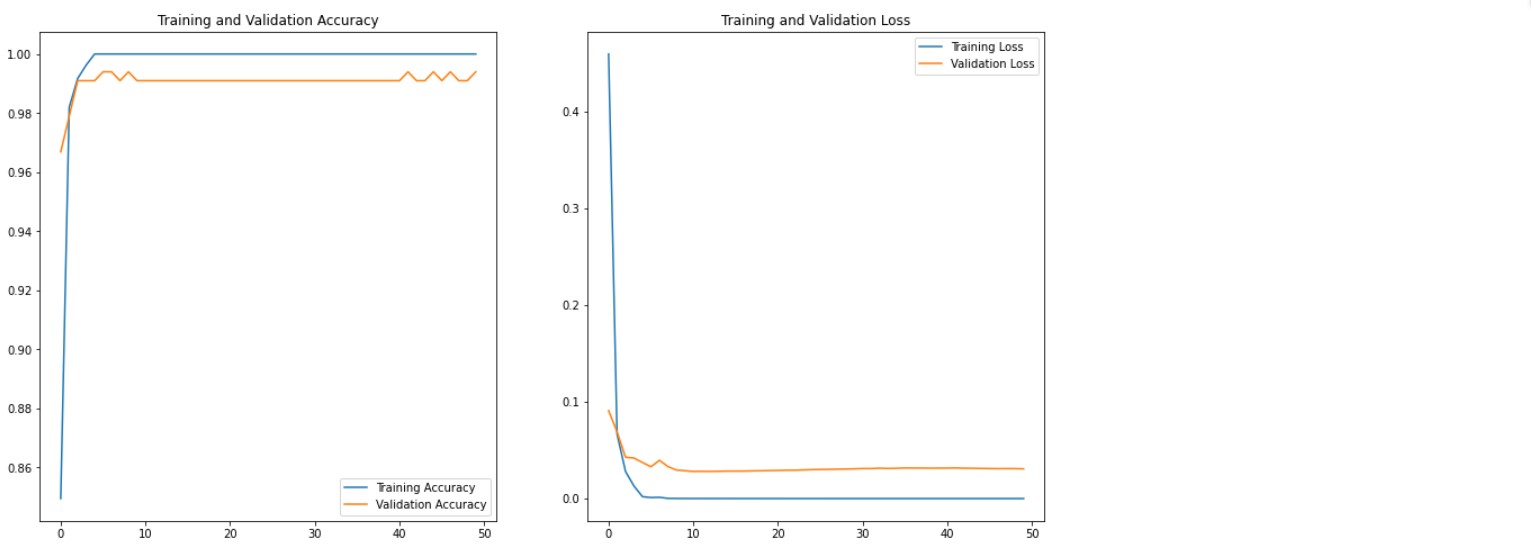 Training and Validation Accuracy
1.00
0.98
0.96
0.94
0.92
0.90
0.88
0.86
Training Accuracy
Validation Accuracy
0 10 20 30 40 50
Training and Validation Loss
Training Loss
Validation Loss
0.4
0.3
0.2
0.1
0.0
0 10 20 30 40 50